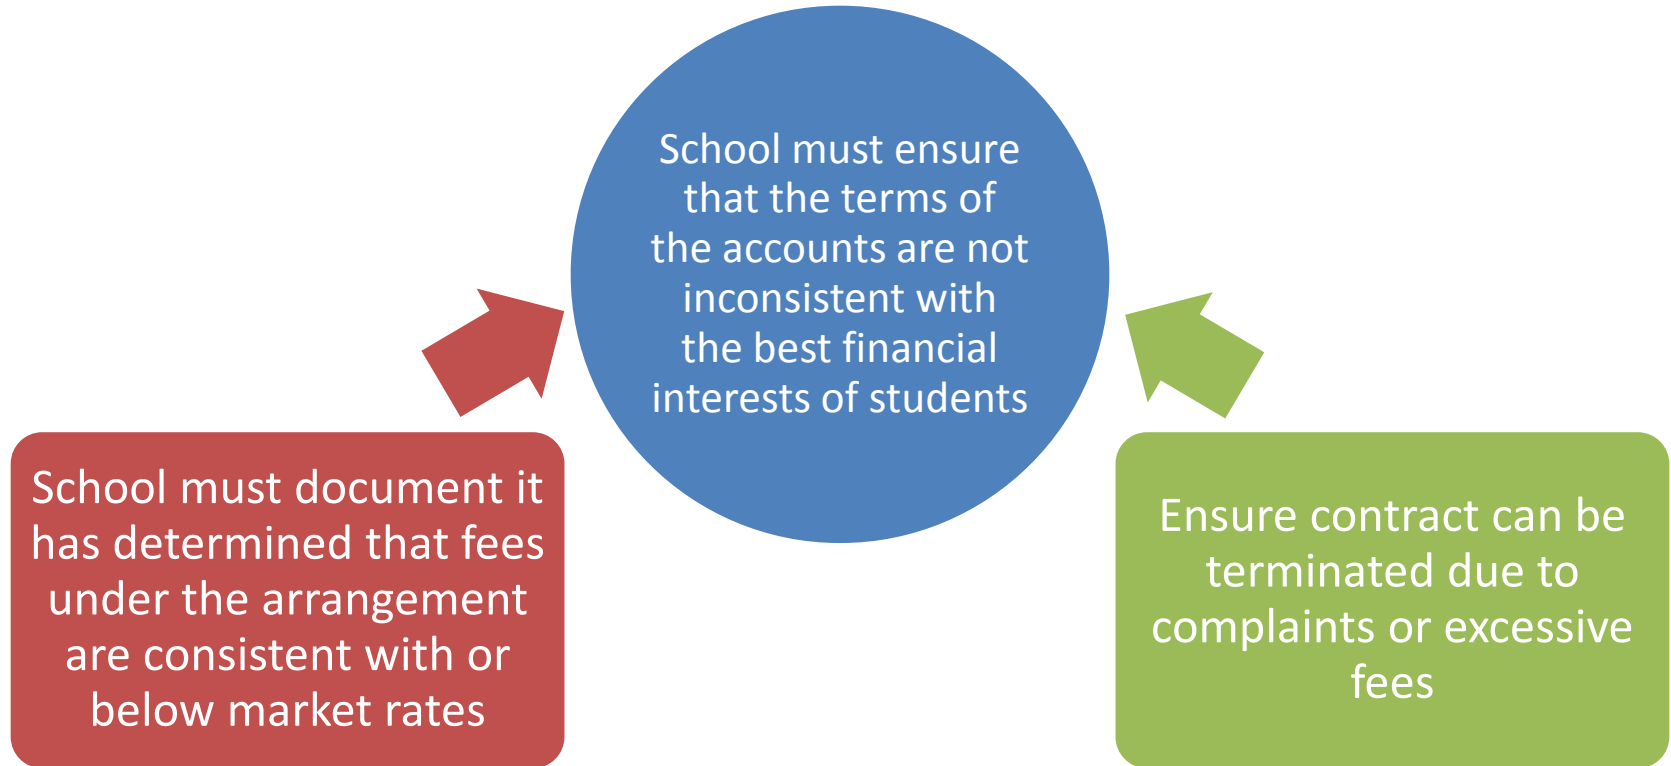 School must ensure
that the terms of
the accounts are not
inconsistent with
the best financial
interests of students
School must document it
has determined that fees
under the arrangement
are consistent with or
below market rates
Ensure contract can be
terminated due to
complaints or excessive
fees